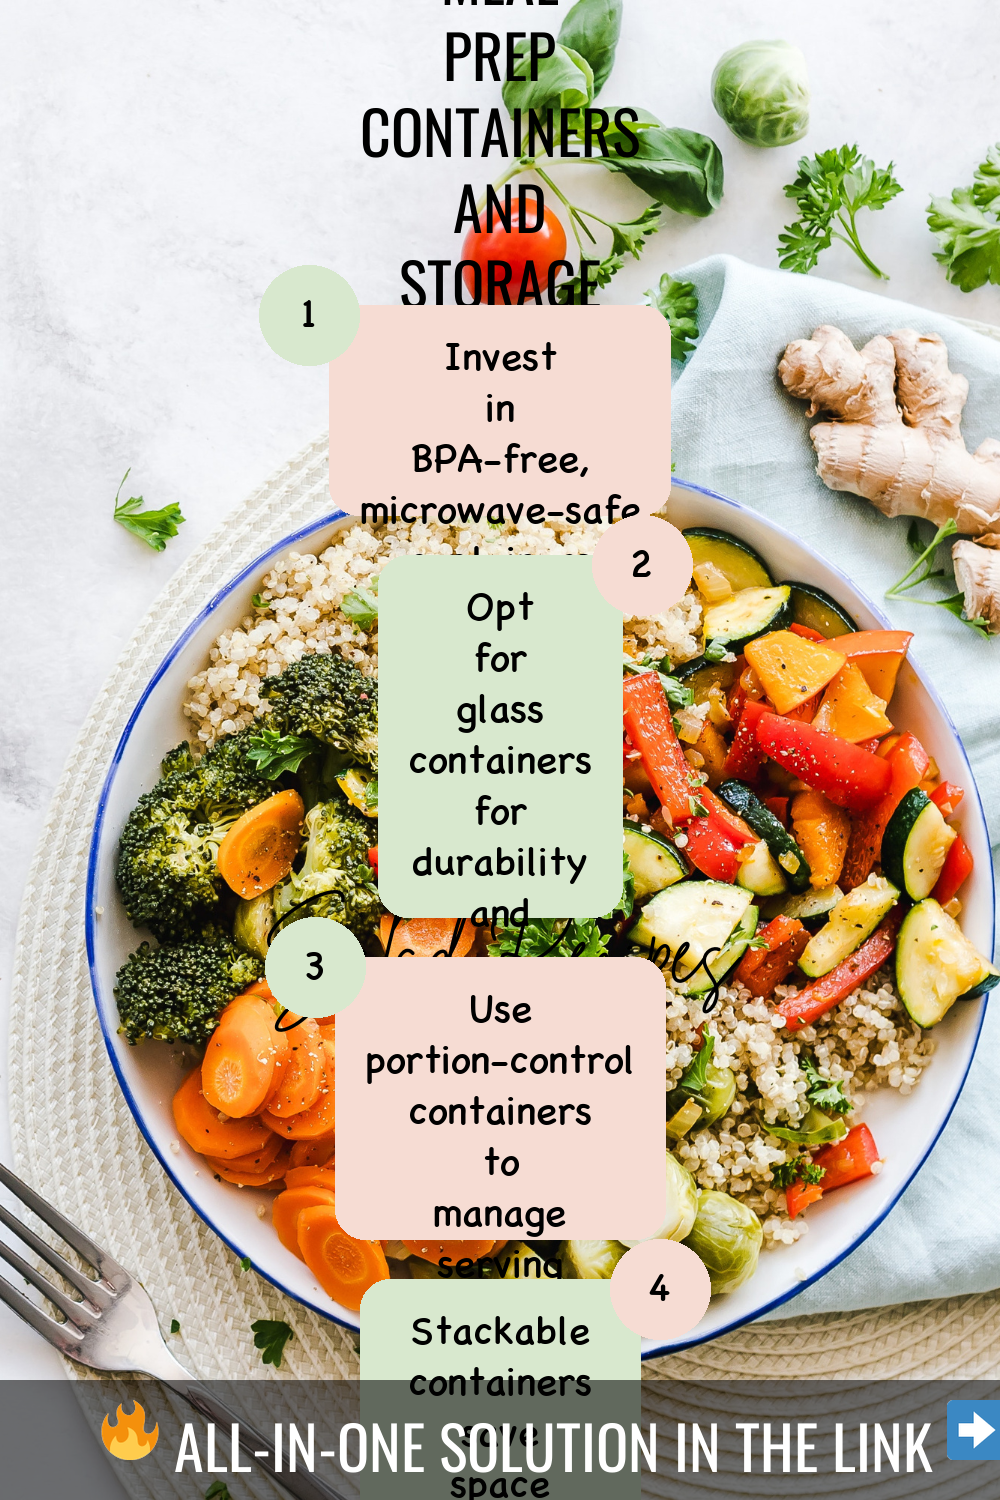 MEAL
PREP
CONTAINERS
AND
STORAGE
1
Invest
in
BPA-free,
microwave-safe
2
Opt
for
glass
containers
for
durability
and
3
Use
portion-control
containers
to
manage
serving
4
Stackable
containers
save
space
ALL-IN-ONE SOLUTION IN THE LINK